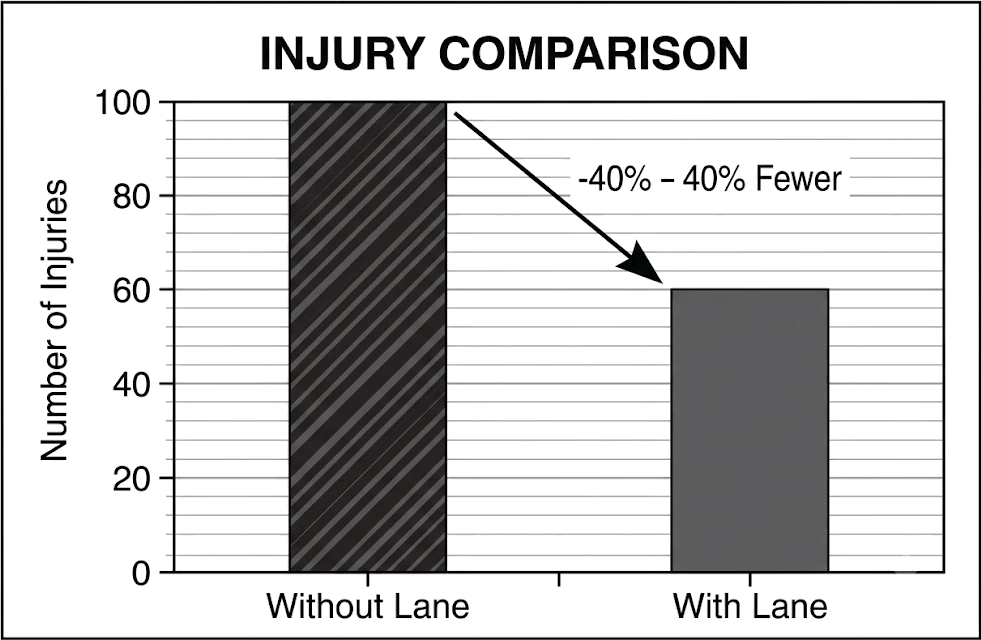 INJURY COMPARISON
Number of Injuries
100
80
60
40
20
0
-40% – 40% Fewer
Without Lane
With Lane